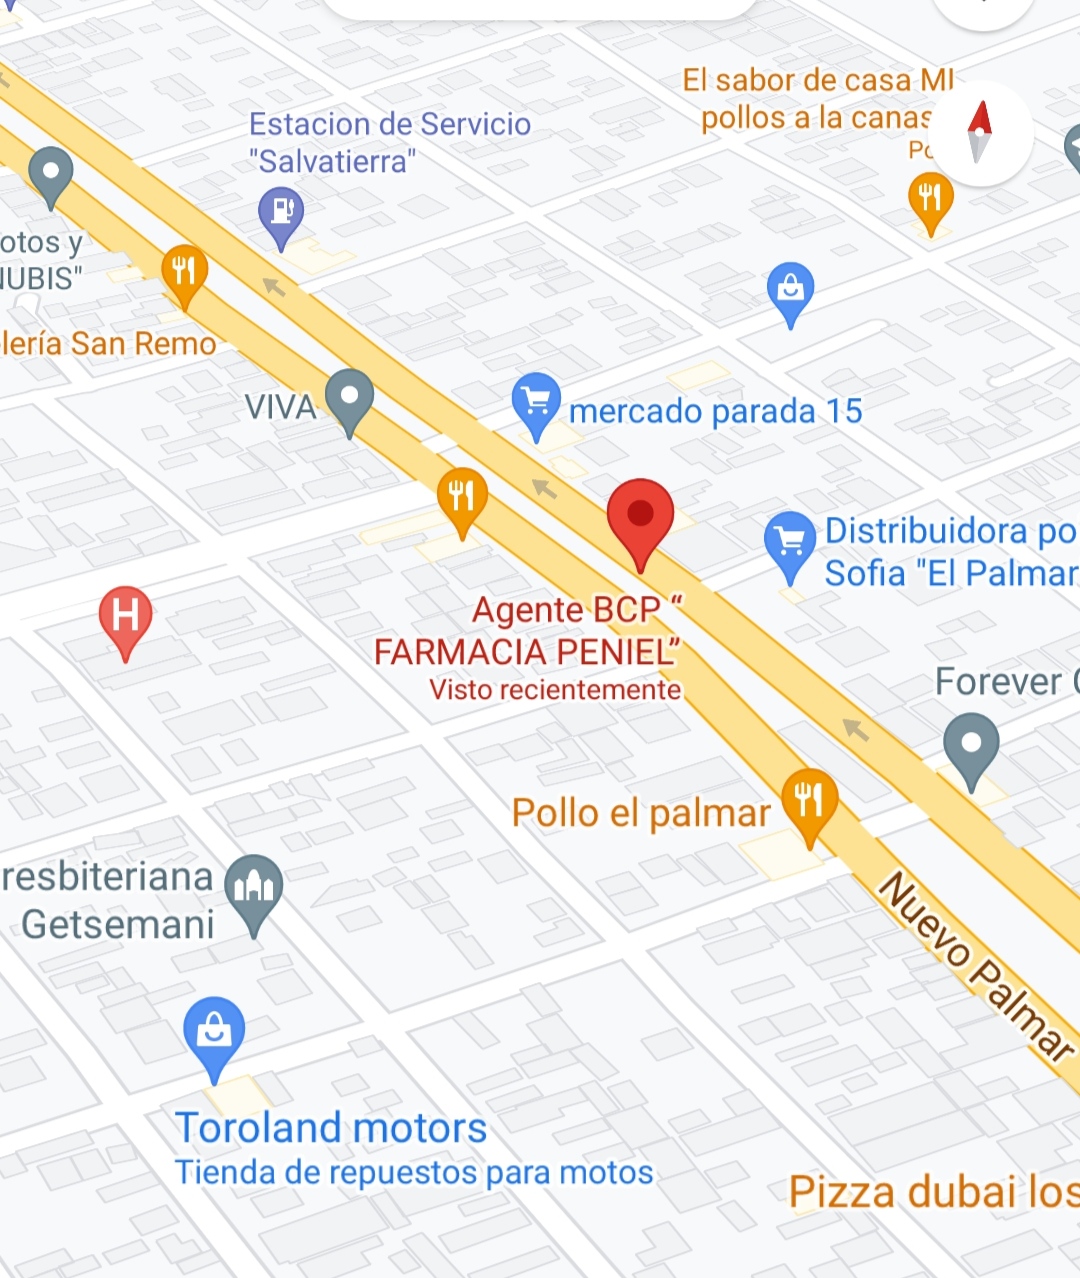 El sabor de casa MI
pollos a la canas
Po
Estacion de Servicio
"Salvatierra"
otos y
NUBIS"
lería San Remo
VIVA
mercado parada 15
Distribuidora po
Sofia "El Palmar
H
Agente BCP “
FARMACIA PENIEL”
Visto recientemente
Forever
Pollo el palmar
resbiteriana
Getsemani
Nuevo Palmar
Toroland motors
Tienda de repuestos para motos
Pizza dubai los